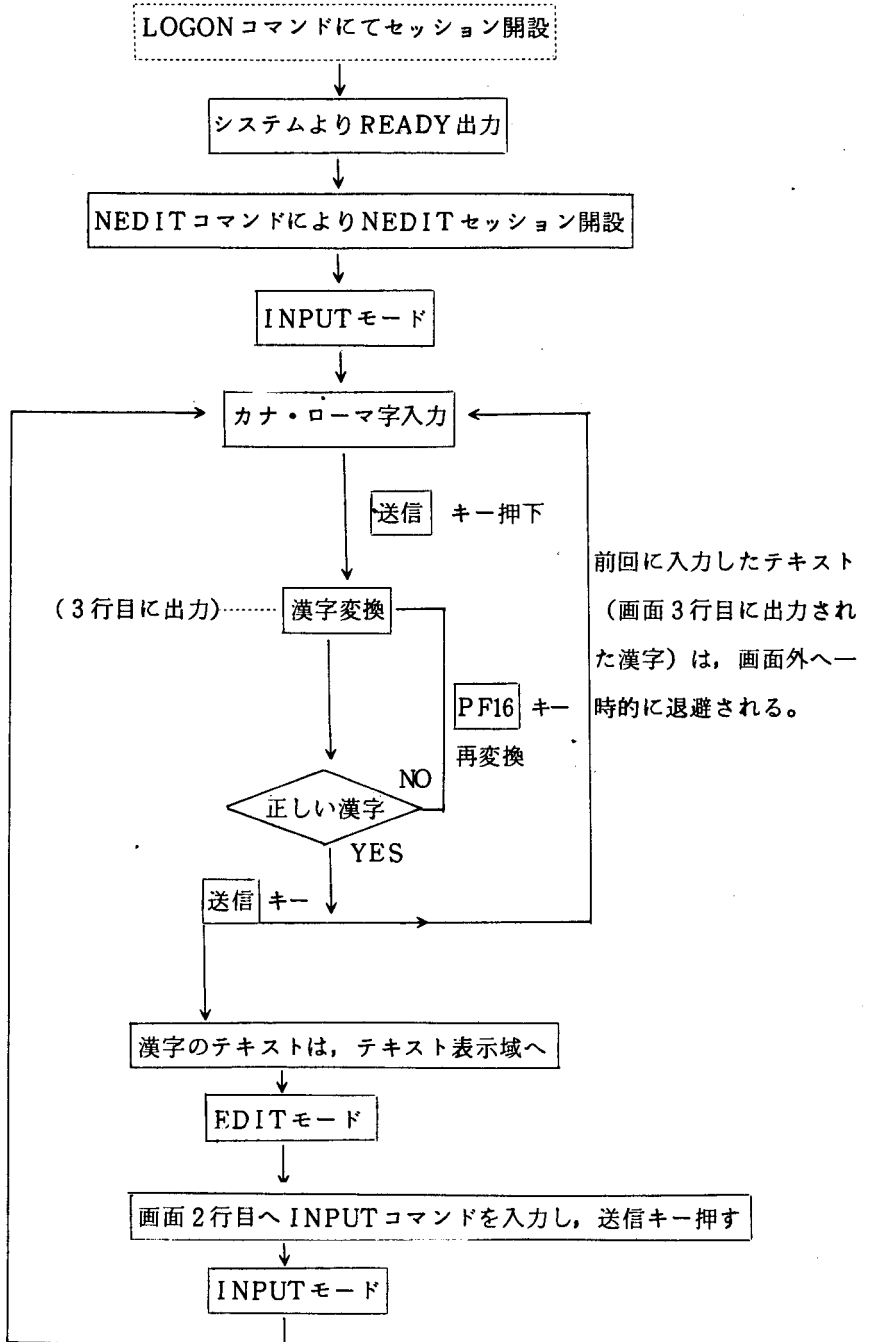 LOGONコマンドにてセッション開設
システムよりREADY出力
NEDITコマンドによりNEDITセッション開設
INPUTモード
カナ・ローマ字入力
送信 キー押下
前回に入力したテキスト
(3行目に出力)
漢字変換
(画面3行目に出力され
た漢字)は,画面外へ一
PF16 キー
時的に退避される。
再変換
NO
正しい漢字
YES
送信 キー
漢字のテキストは,テキスト表示域へ
EDITモード
画面2行目へINPUTコマンドを入力し,送信キー押す
INPUTモード